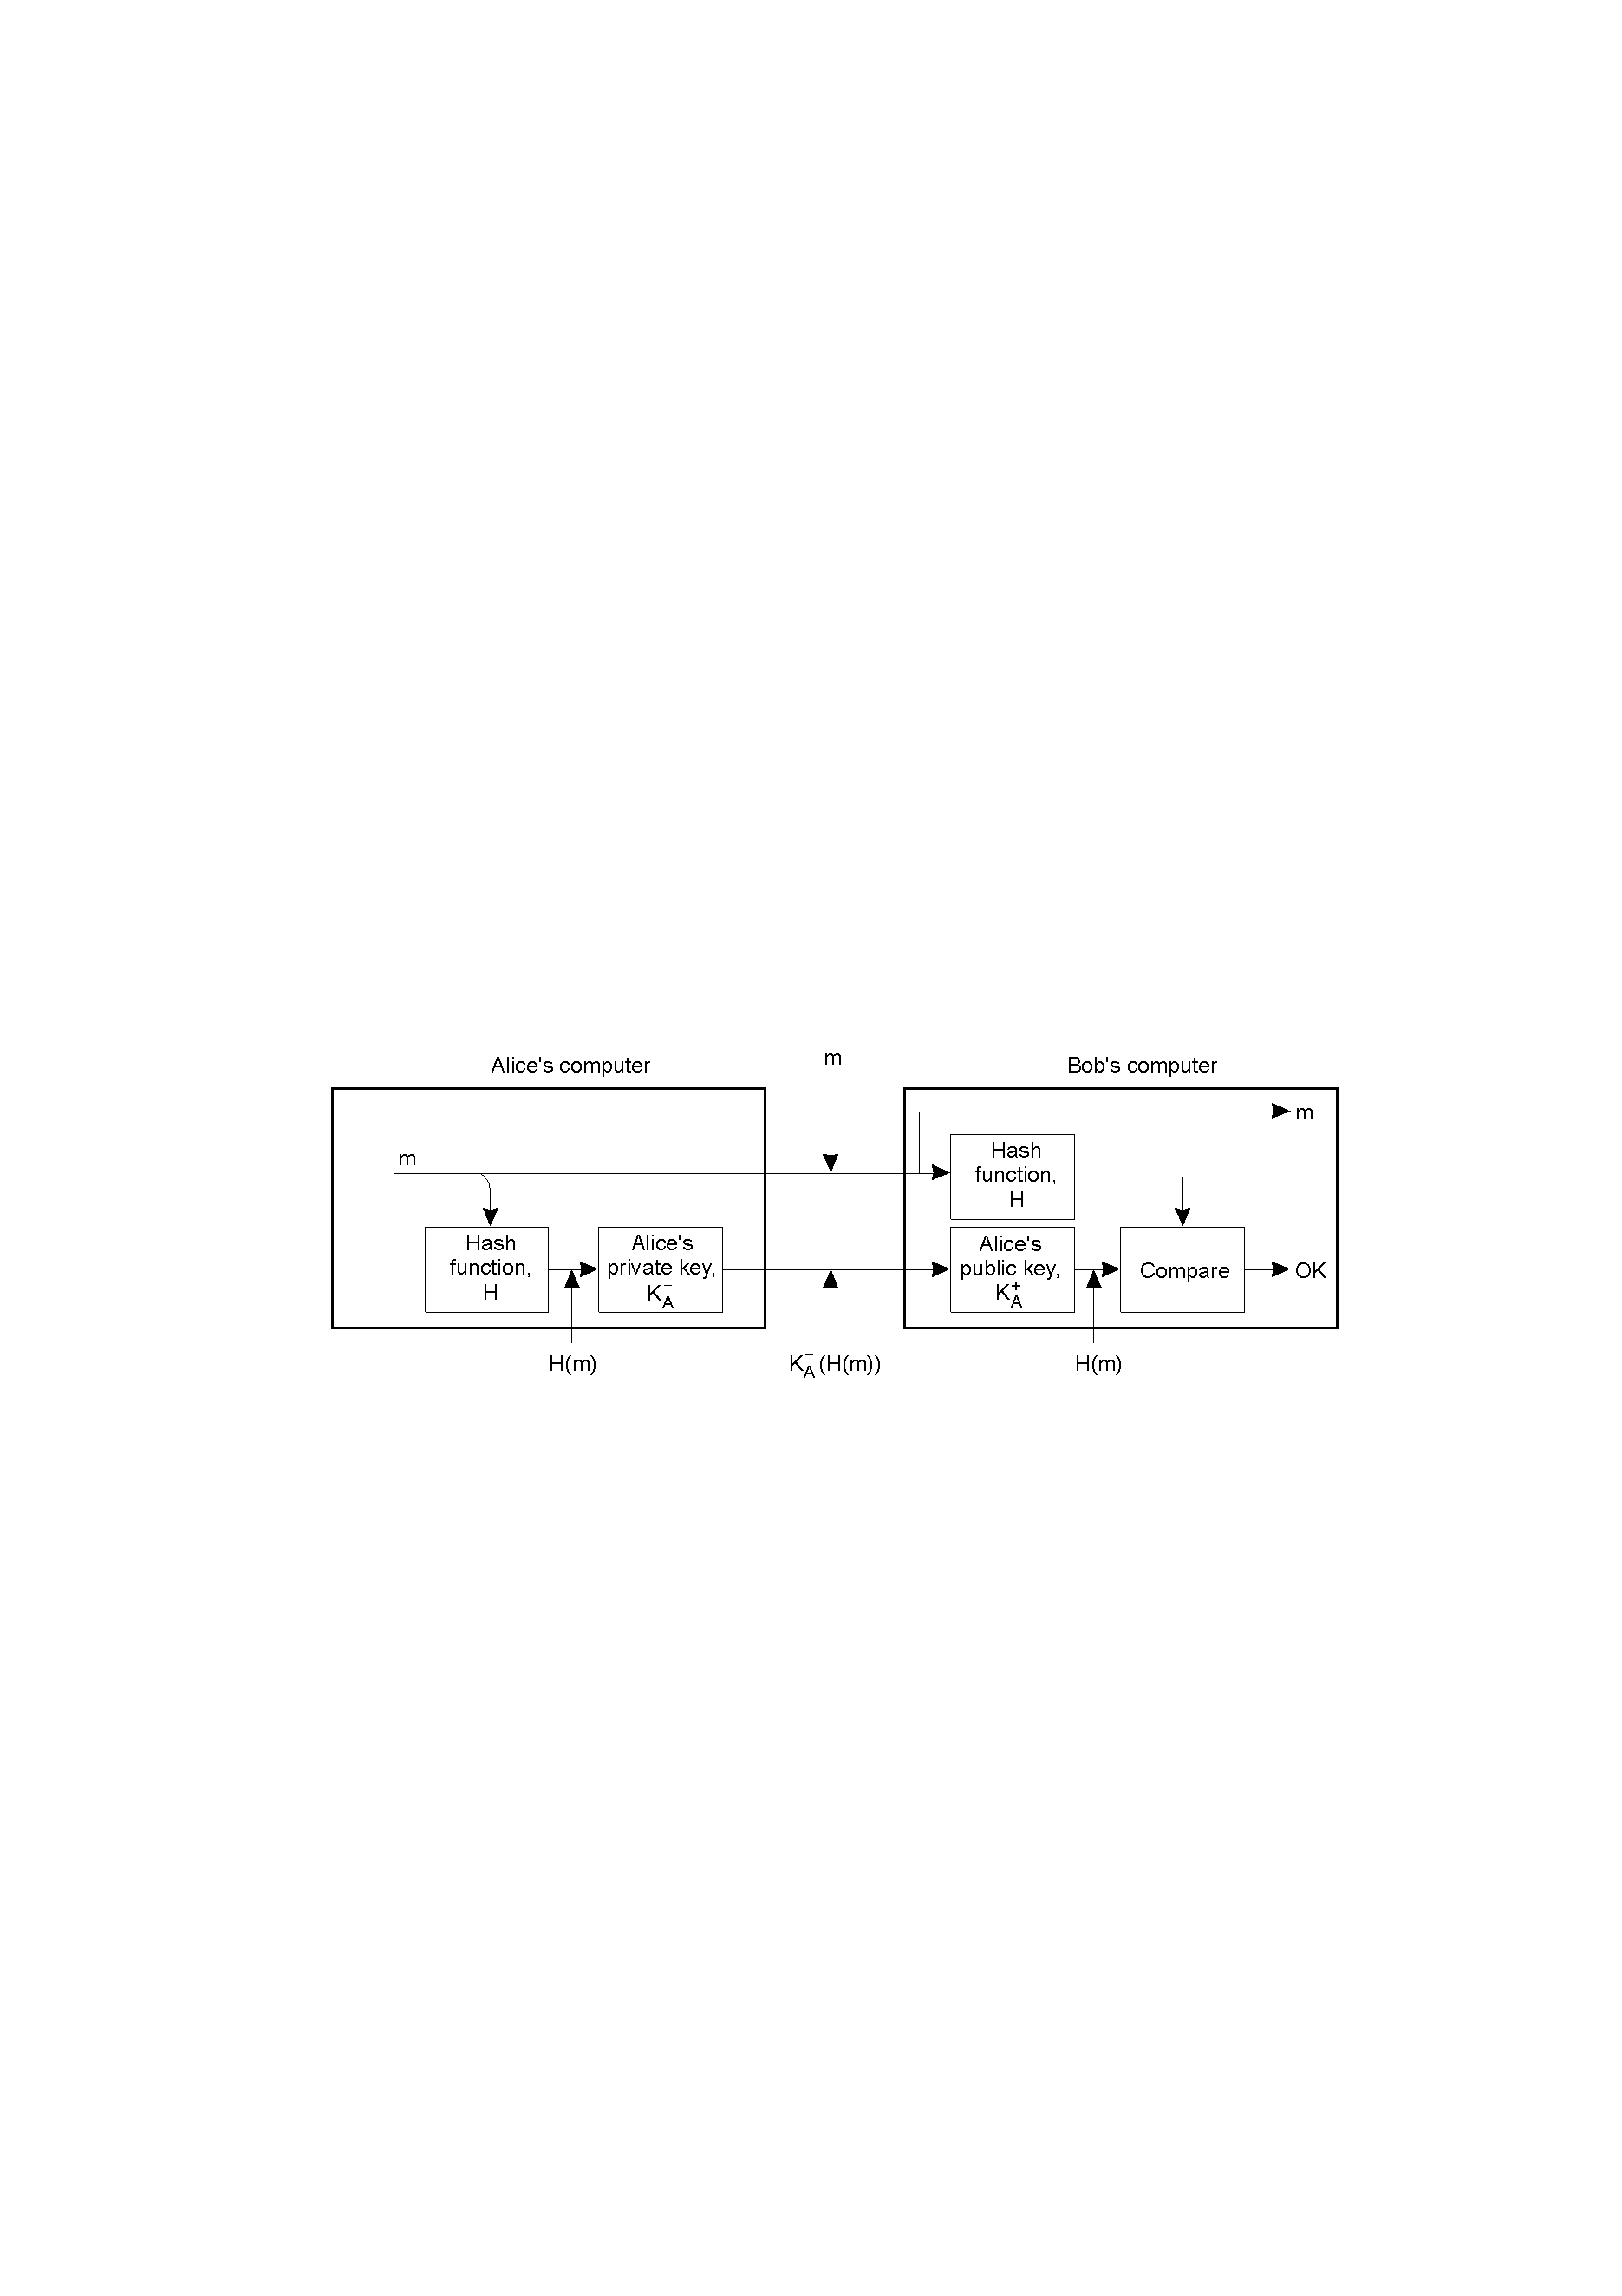 Alice's computer
m
Bob's computer
m
m
Hash
function,
H
Hash
function,
H
Alice's
private key,
K⁻A
Alice's
public key,
K⁺A
Compare
OK
H(m)
K⁻A (H(m))
H(m)